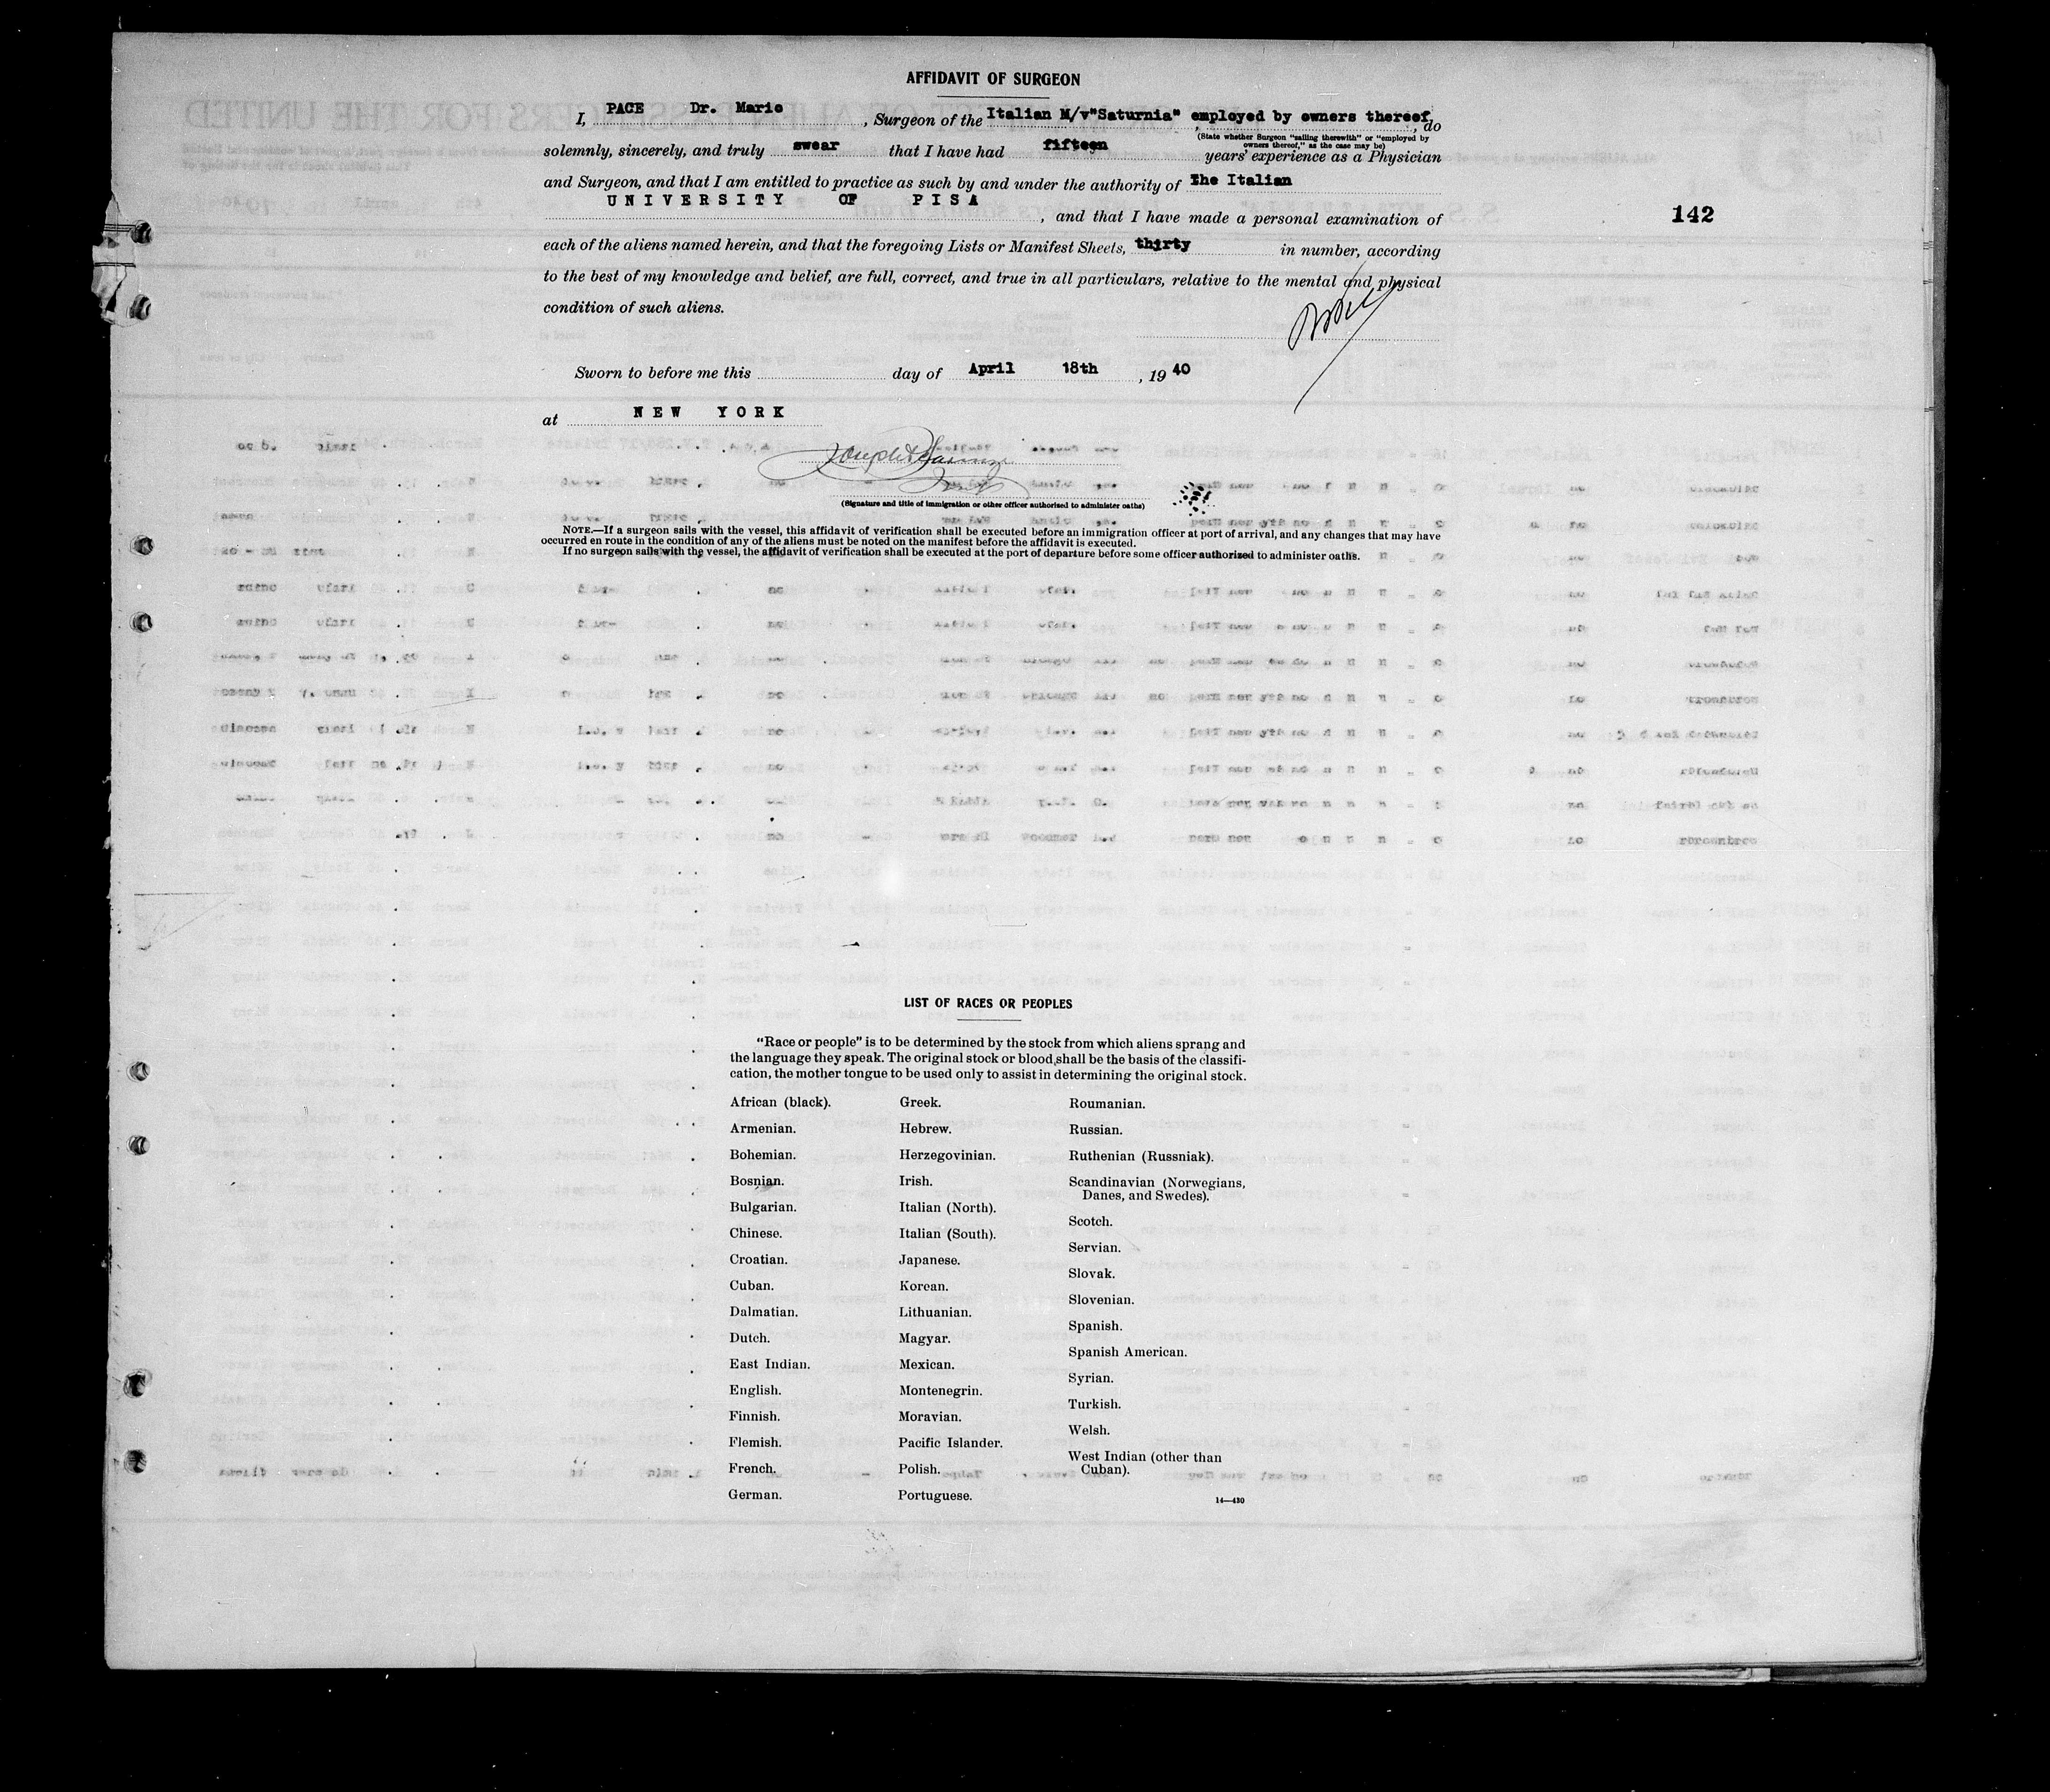 AFFIDAVIT OF SURGEON
I, PACE Dr. Mario , Surgeon of the Italian M/v"Saturnia" , employed by owners thereof , do
(State whether Surgeon "sailing therewith" or "employed by
owners thereof," as the case may be)
solemnly, sincerely, and truly swear that I have had fifteen years' experience as a Physician
and Surgeon, and that I am entitled to practice as such by and under the authority of The Italian
UNIVERSITY OF PISA , and that I have made a personal examination of
142
each of the aliens named herein, and that the foregoing Lists or Manifest Sheets, thirty in number, according
to the best of my knowledge and belief, are full, correct, and true in all particulars, relative to the mental and physical
condition of such aliens.
Sworn to before me this day of April 18th , 19 40
at NEW YORK
(Signature and title of immigration or other officer authorized to administer oaths)
NOTE.—If a surgeon sails with the vessel, this affidavit of verification shall be executed before an immigration officer at port of arrival, and any changes that may have
occurred en route in the condition of any of the aliens must be noted on the manifest before the affidavit is executed.
If no surgeon sails with the vessel, the affidavit of verification shall be executed at the port of departure before some officer authorized to administer oaths.
LIST OF RACES OR PEOPLES
"Race or people" is to be determined by the stock from which aliens sprang and
the language they speak. The original stock or blood shall be the basis of the classifi-
cation, the mother tongue to be used only to assist in determining the original stock.
African (black).
Armenian.
Bohemian.
Bosnian.
Bulgarian.
Chinese.
Croatian.
Cuban.
Dalmatian.
Dutch.
East Indian.
English.
Finnish.
Flemish.
French.
German.
Greek.
Hebrew.
Herzegovinian.
Irish.
Italian (North).
Italian (South).
Japanese.
Korean.
Lithuanian.
Magyar.
Mexican.
Montenegrin.
Moravian.
Pacific Islander.
Polish.
Portuguese.
Roumanian.
Russian.
Ruthenian (Russniak).
Scandinavian (Norwegians,
Danes, and Swedes).
Scotch.
Servian.
Slovak.
Slovenian.
Spanish.
Spanish American.
Syrian.
Turkish.
Welsh.
West Indian (other than
Cuban).
14—430